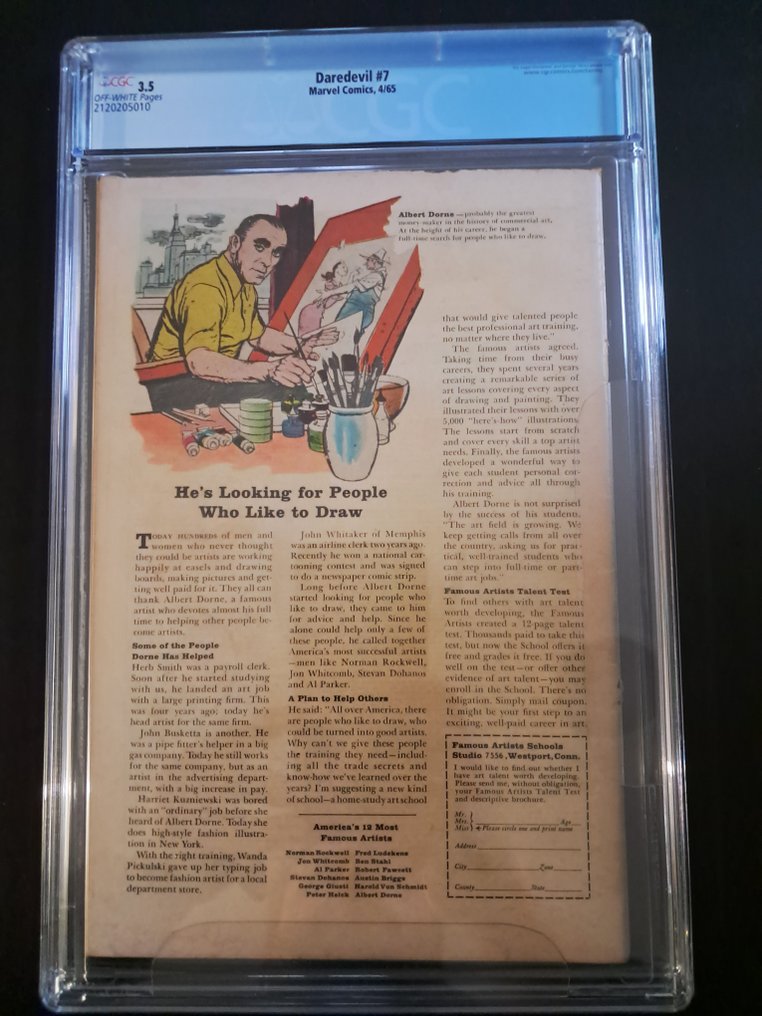 CGC 3.5
OFF-WHITE Pages
2120205010
Daredevil #7
Marvel Comics, 4/65
CGC
Albert Dorne — probably the greatest
money-maker in the history of commercial art.
At the height of his career, he began a
full-time search for people who like to draw.
He's Looking for People
Who Like to Draw
TODAY HUNDREDS of men and
women who never thought
they could be artists are working
happily at easels and drawing
boards, making pictures and get-
ting well paid for it. They all can
thank Albert Dorne, a famous
artist who devotes almost his full
time to helping other people be-
come artists.
Some of the People
Dorne Has Helped
Herb Smith was a payroll clerk.
Soon after he started studying
with us, he landed an art job
with a large printing firm. This
was four years ago; today he's
head artist for the same firm.
John Busketta is another. He
was a pipe fitter's helper in a big
gas company. Today he still works
for the same company, but as an
artist in the advertising depart-
ment, with a big increase in pay.
Harriet Kuzniewski was bored
with an "ordinary" job before she
heard of Albert Dorne. Today she
does high-style fashion illustra-
tion in New York.
With the right training, Wanda
Pickulski gave up her typing job
to become fashion artist for a local
department store.
John Whitaker of Memphis
was an airline clerk two years ago.
Recently he won a national car-
tooning contest and was signed
to do a newspaper comic strip.
Long before Albert Dorne
started looking for people who
like to draw, they came to him
for advice and help. Since he
alone could help only a few of
these people, he called together
America's most successful artists
—men like Norman Rockwell,
Jon Whitcomb, Stevan Dohanos
and Al Parker.
A Plan to Help Others
He said: "All over America, there
are people who like to draw, who
could be turned into good artists.
Why can't we give these people
the training they need—includ-
ing all the trade secrets and
know-how we've learned over the
years? I'm suggesting a new kind
of school—a home-study art school
America's 12 Most
Famous Artists
Norman Rockwell Fred Ludekens
Jon Whitcomb Ben Stahl
Al Parker Robert Fawcett
Stevan Dohanos Austin Briggs
George Giusti Harold Von Schmidt
Peter Helck Albert Dorne
that would give talented people
the best professional art training,
no matter where they live."
The famous artists agreed.
Taking time from their busy
careers, they spent several years
creating a remarkable series of
art lessons covering every aspect
of drawing and painting. They
illustrated their lessons with over
5,000 "here's-how" illustrations.
The lessons start from scratch
and cover every skill a top artist
needs. Finally, the famous artists
developed a wonderful way to
give each student personal cor-
rection and advice all through
his training.
Albert Dorne is not surprised
by the success of his students.
"The art field is growing. We
keep getting calls from all over
the country, asking us for prac-
tical, well-trained students who
can step into full-time or part-
time art jobs."
Famous Artists Talent Test
To find others with art talent
worth developing, the Famous
Artists created a 12-page talent
test. Thousands paid to take this
test, but now the School offers it
free and grades it free. If you do
well on the test—or offer other
evidence of art talent—you may
enroll in the School. There's no
obligation. Simply mail coupon.
It might be your first step to an
exciting, well-paid career in art.
Famous Artists Schools
Studio 7556, Westport, Conn.
I would like to find out whether I
have art talent worth developing.
Please send me, without obligation,
your Famous Artists Talent Test
and descriptive brochure.
Mr.
Mrs. Age
Miss Please circle one and print name
Address
City Zone
County State